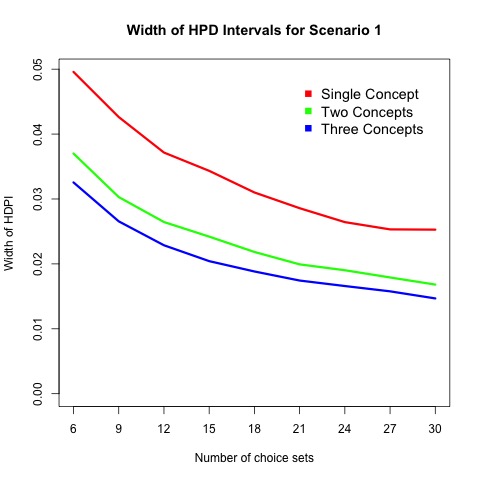 Width of HPD Intervals for Scenario 1
Width of HDPI
0.05
0.04
0.03
0.02
0.01
0.00
Single Concept
Two Concepts
Three Concepts
6 9 12 15 18 21 24 27 30
Number of choice sets